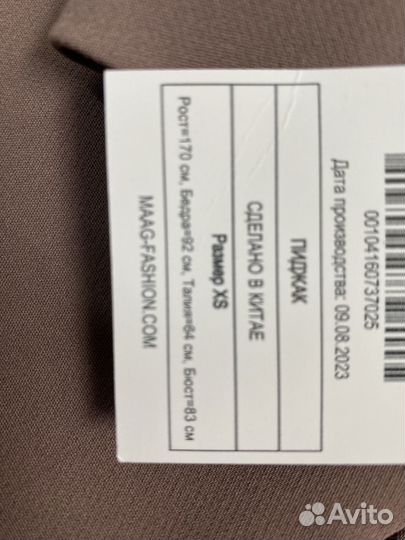 00104160737025
Дата производства: 09.08.2023
ПИДЖАК
СДЕЛАНО В КИТАЕ
Размер XS
Рост=170 см, Бедра=92 см, Талия=64 см, Бюст=83 см
MAAG-FASHION.COM
Avito